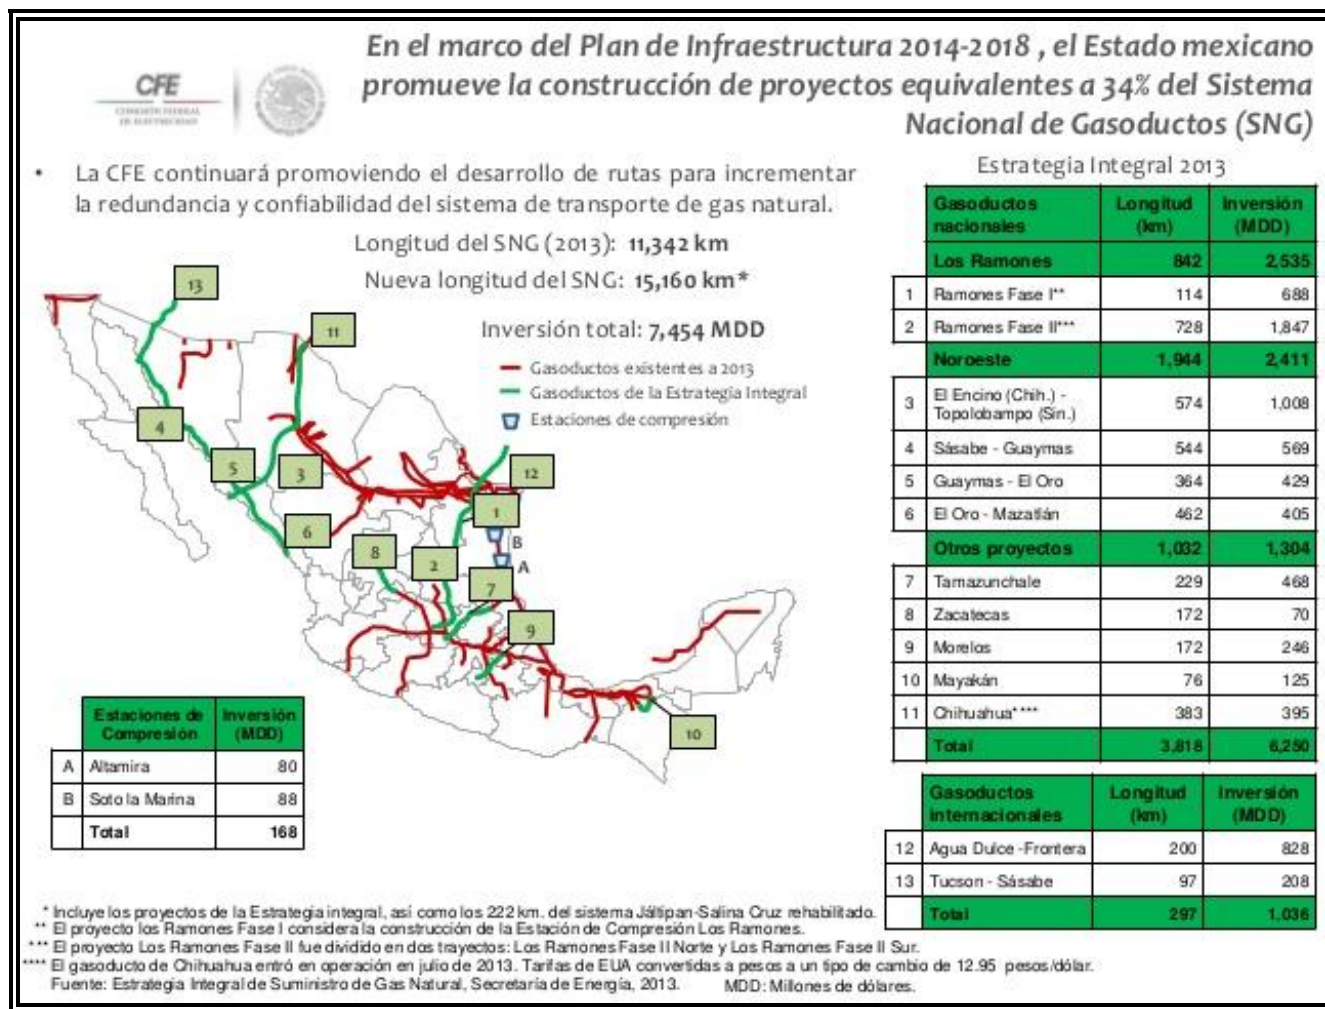 En el marco del Plan de Infraestructura 2014-2018 , el Estado mexicano
promueve la construcción de proyectos equivalentes a 34% del Sistema
Nacional de Gasoductos (SNG)
CFE
COMISIÓN FEDERAL
DE ELECTRICIDAD
• La CFE continuará promoviendo el desarrollo de rutas para incrementar
la redundancia y confiabilidad del sistema de transporte de gas natural.
Longitud del SNG (2013): 11,342 km
Nueva longitud del SNG: 15,160 km*
Inversión total: 7,454 MDD
Gasoductos existentes a 2013
Gasoductos de la Estrategia Integral
Estaciones de compresión
13
11
4
5
3
12
1
6
8
2
B
A
7
9
10
Estaciones de Compresión Inversión (MDD)
A Altamira 80
B Soto la Marina 88
Total 168
Estrategia Integral 2013
Gasoductos nacionales Longitud (km) Inversión (MDD)
Los Ramones 842 2,535
1 Ramones Fase I** 114 688
2 Ramones Fase II*** 728 1,847
Noroeste 1,944 2,411
3 El Encino (Chih.) - Topolobampo (Sin.) 574 1,008
4 Sásabe - Guaymas 544 569
5 Guaymas - El Oro 364 429
6 El Oro - Mazatlán 462 405
Otros proyectos 1,032 1,304
7 Tamazunchale 229 468
8 Zacatecas 172 70
9 Morelos 172 246
10 Mayakán 76 125
11 Chihuahua**** 383 395
Total 3,818 6,250
Gasoductos internacionales Longitud (km) Inversión (MDD)
12 Agua Dulce -Frontera 200 828
13 Tucson - Sásabe 97 208
Total 297 1,036
* Incluye los proyectos de la Estrategia integral, así como los 222 km. del sistema Jáltipan-Salina Cruz rehabilitado.
** El proyecto los Ramones Fase I considera la construcción de la Estación de Compresión Los Ramones.
*** El proyecto Los Ramones Fase II fue dividido en dos trayectos: Los Ramones Fase II Norte y Los Ramones Fase II Sur.
**** El gasoducto de Chihuahua entró en operación en julio de 2013. Tarifas de EUA convertidas a pesos a un tipo de cambio de 12.95 pesos/dólar.
Fuente: Estrategia Integral de Suministro de Gas Natural, Secretaría de Energía, 2013. MDD: Millones de dólares.